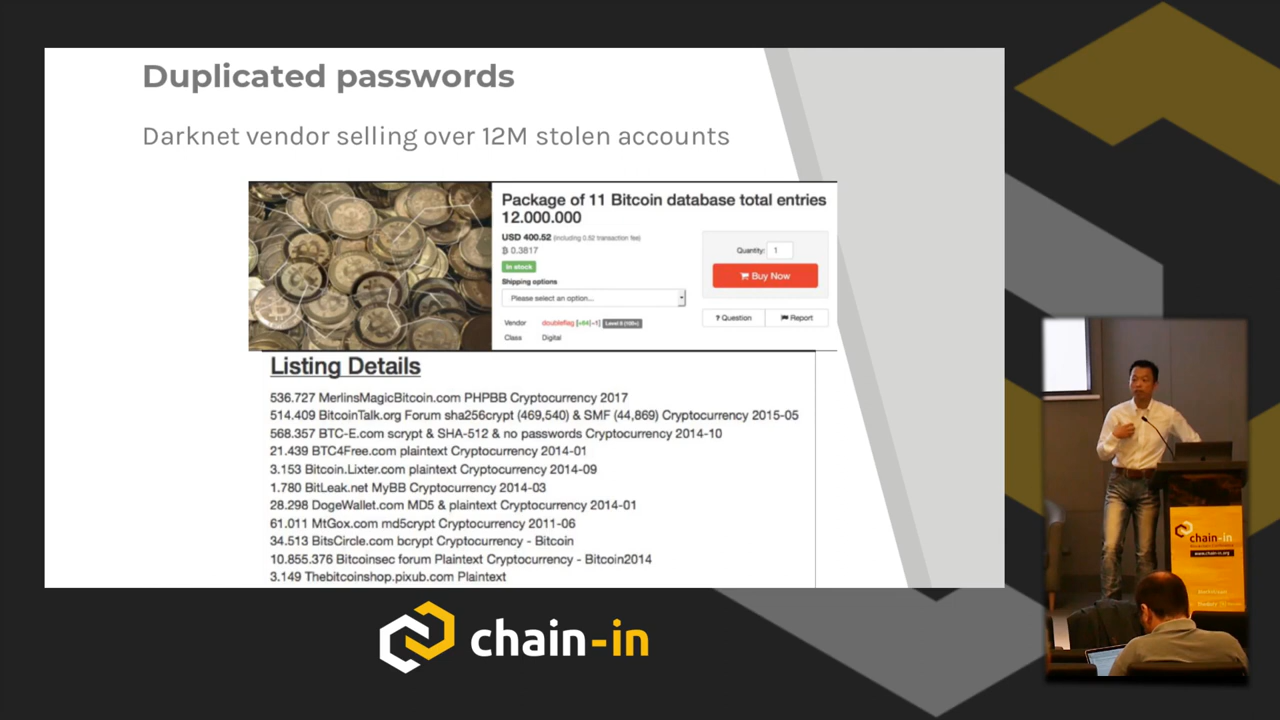 Duplicated passwords
Darknet vendor selling over 12M stolen accounts
Package of 11 Bitcoin database total entries
12.000.000
USD 400.52 (including 0.52 transaction fee)
฿ 0.3817
In stock
Shipping options
Please select an option...
Vendor doubleflag [+64|-1] Level 5 (100+)
Class Digital
Quantity: 1
Buy Now
? Question
Report
Listing Details
536.727 MerlinsMagicBitcoin.com PHPBB Cryptocurrency 2017
514.409 BitcoinTalk.org Forum sha256crypt (469,540) & SMF (44,869) Cryptocurrency 2015-05
568.357 BTC-E.com scrypt & SHA-512 & no passwords Cryptocurrency 2014-10
21.439 BTC4Free.com plaintext Cryptocurrency 2014-01
3.153 Bitcoin.Lixter.com plaintext Cryptocurrency 2014-09
1.780 BitLeak.net MyBB Cryptocurrency 2014-03
28.298 DogeWallet.com MD5 & plaintext Cryptocurrency 2014-01
61.011 MtGox.com md5crypt Cryptocurrency 2011-06
34.513 BitsCircle.com bcrypt Cryptocurrency - Bitcoin
10.855.376 Bitcoinsec forum Plaintext Cryptocurrency - Bitcoin2014
3.149 Thebitcoinshop.pixub.com Plaintext
chain-in
chain-in
www.chain-in.org